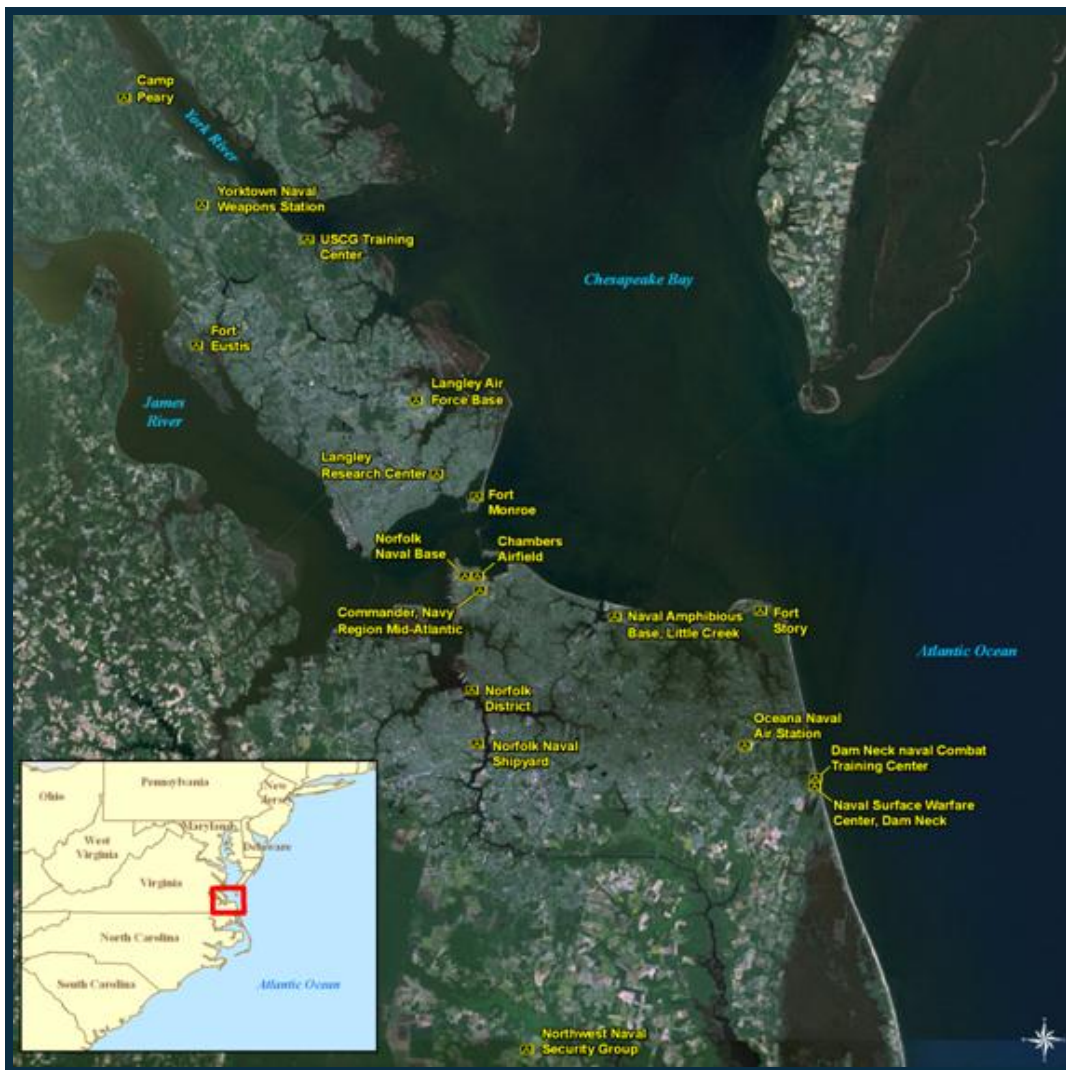 Camp
Peary
York River
Yorktown Naval
Weapons Station
USCG Training
Center
Chesapeake Bay
Fort
Eustis
Langley Air
Force Base
James
River
Langley
Research Center
Fort
Monroe
Norfolk
Naval Base
Chambers
Airfield
Commander, Navy
Region Mid-Atlantic
Naval Amphibious
Base, Little Creek
Fort
Story
Atlantic Ocean
Norfolk
District
Oceana Naval
Air Station
Norfolk Naval
Shipyard
Dam Neck naval Combat
Training Center
Naval Surface Warfare
Center, Dam Neck
Pennsylvania
Ohio
New
Jersey
Maryland
West
Virginia
Delaware
Virginia
North Carolina
South Carolina
Atlantic Ocean
Northwest Naval
Security Group